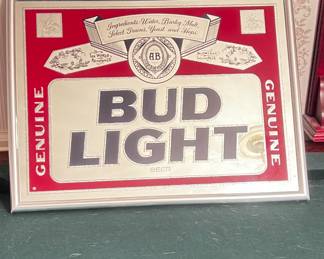 Ingredients: Water, Barley Malt,
Select Grains, Yeast and Hops
AB
GENUINE
BUD
LIGHT
BEER
GENUINE